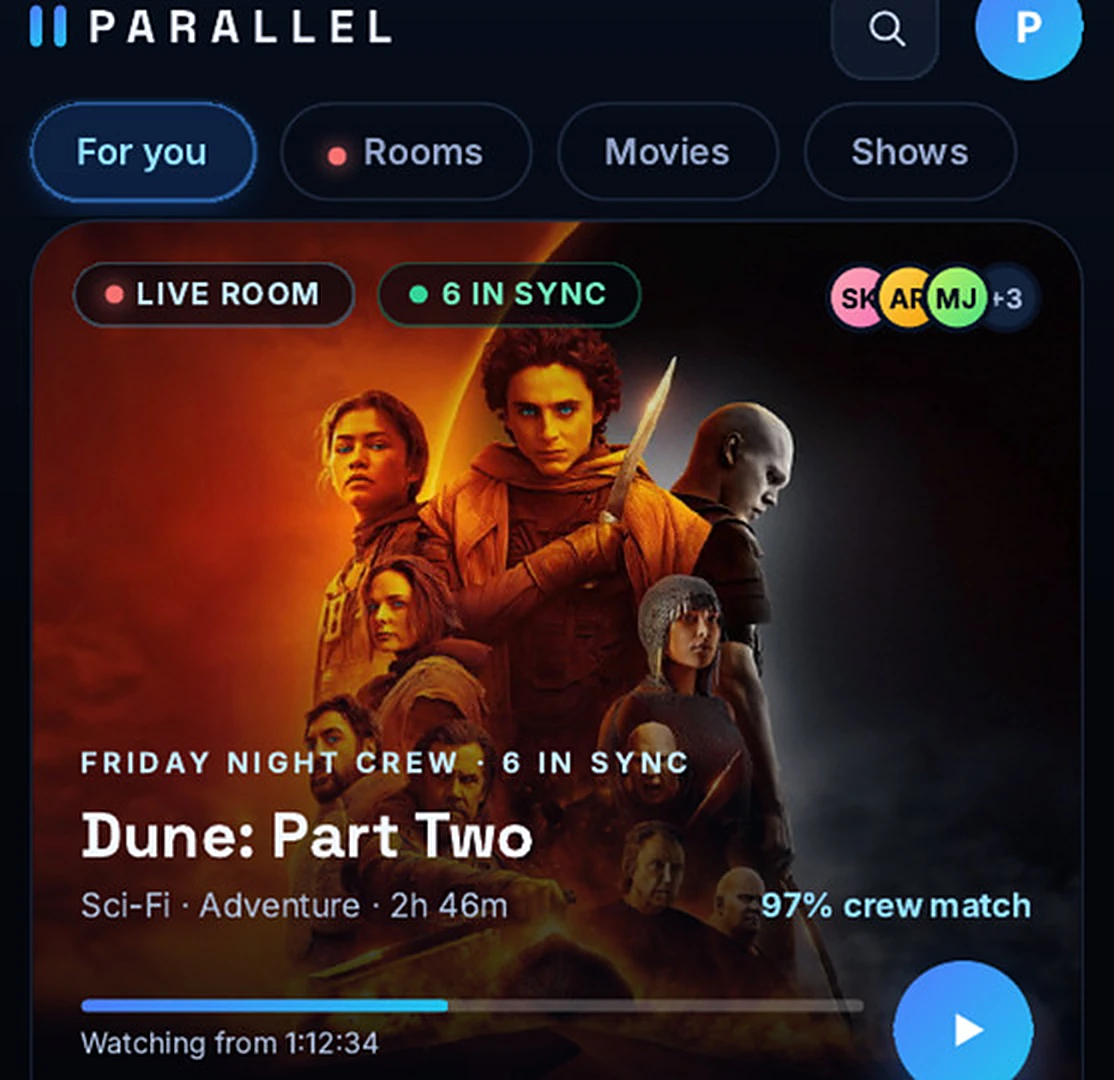 PARALLEL
P
For you
Rooms
Movies
Shows
LIVE ROOM
6 IN SYNC
SK
AR
MJ
+3
FRIDAY NIGHT CREW · 6 IN SYNC
Dune: Part Two
Sci-Fi · Adventure · 2h 46m
97% crew match
Watching from 1:12:34